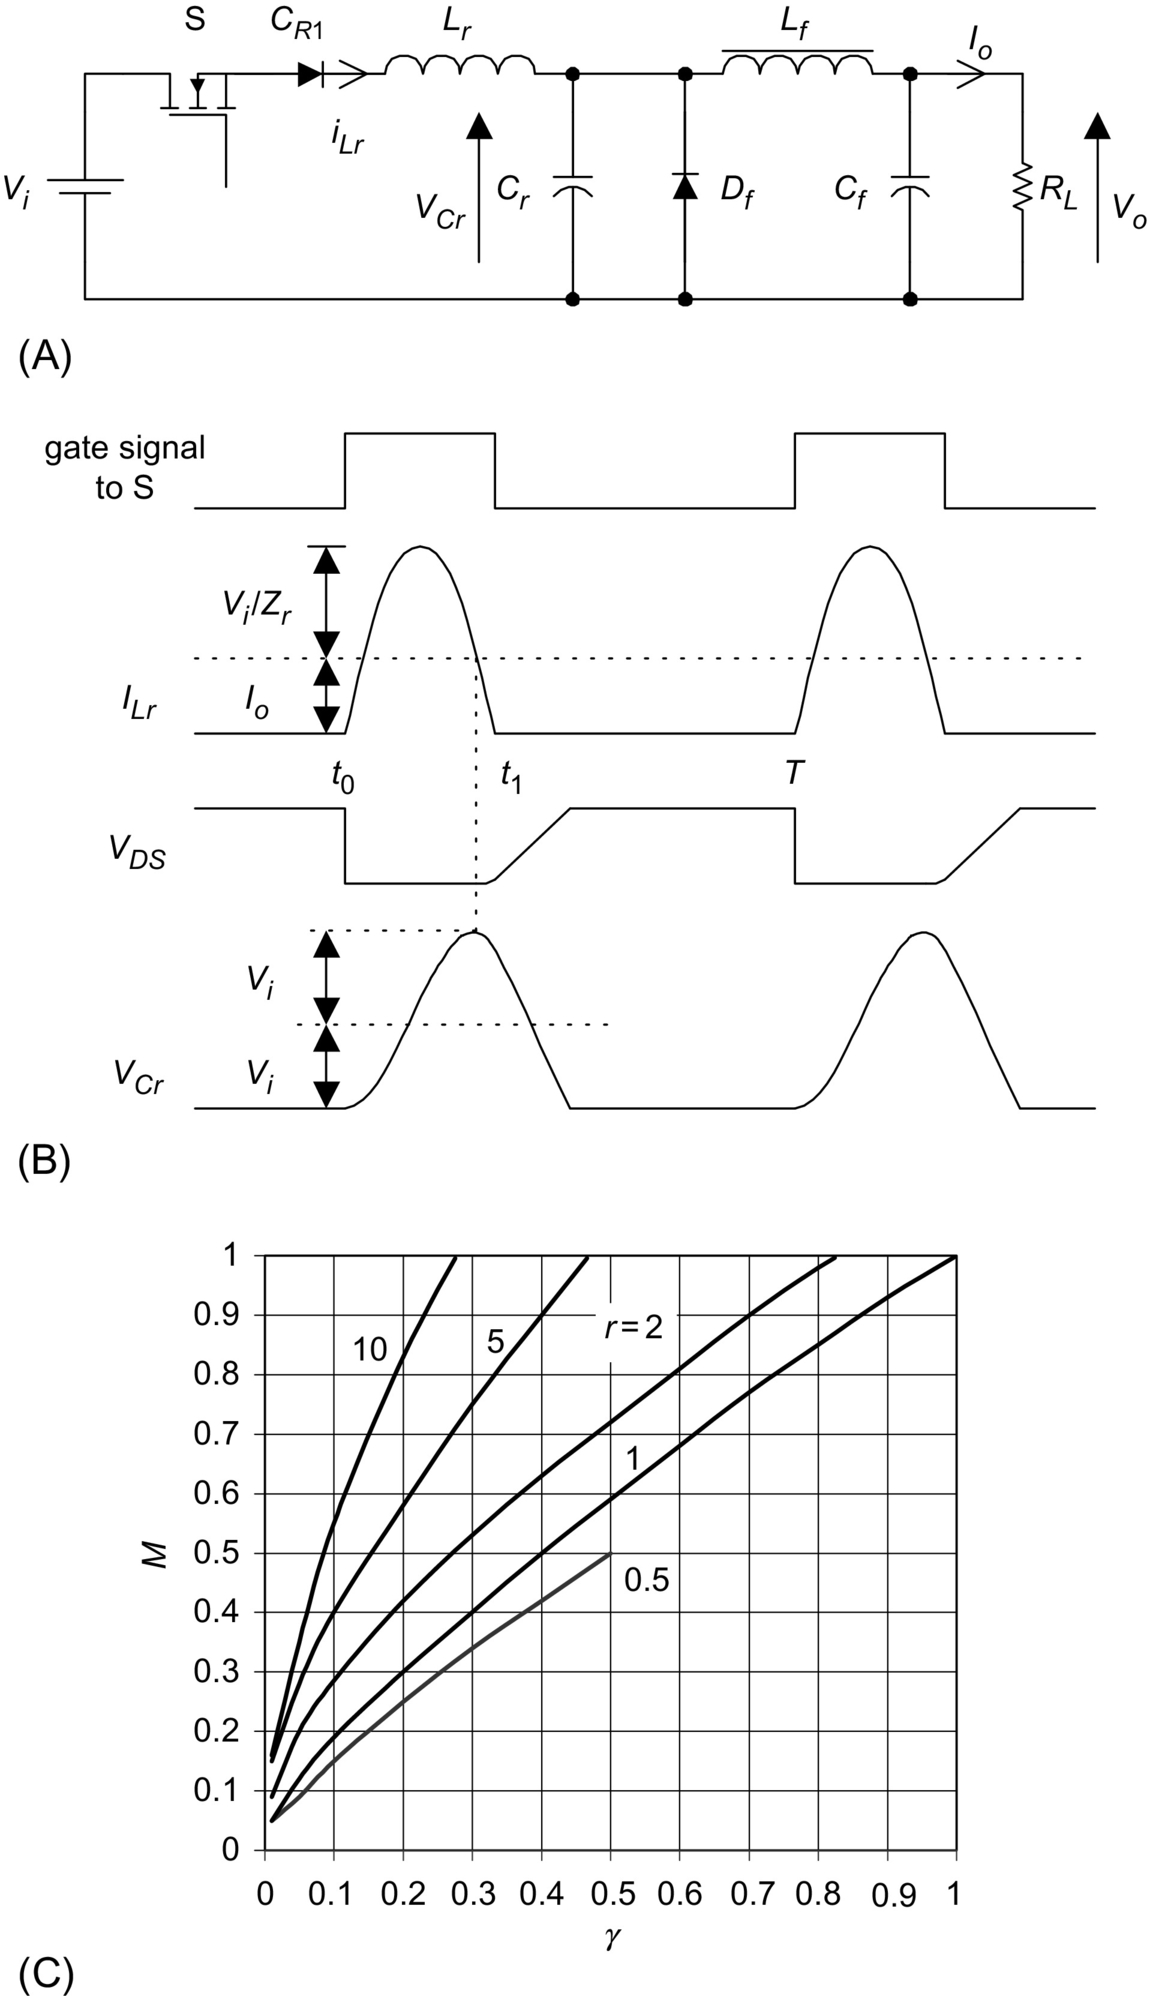 S
C_R1
L_r
L_f
I_o
i_Lr
V_i
V_Cr
C_r
D_f
C_f
R_L
V_o
(A)
gate signal
to S
V_i/Z_r
I_Lr
I_o
t_0
t_1
T
V_DS
V_i
V_Cr
V_i
(B)
1
0.9
0.8
0.7
0.6
0.5
0.4
0.3
0.2
0.1
0
M
10
5
r = 2
1
0.5
0 0.1 0.2 0.3 0.4 0.5 0.6 0.7 0.8 0.9 1
γ
(C)